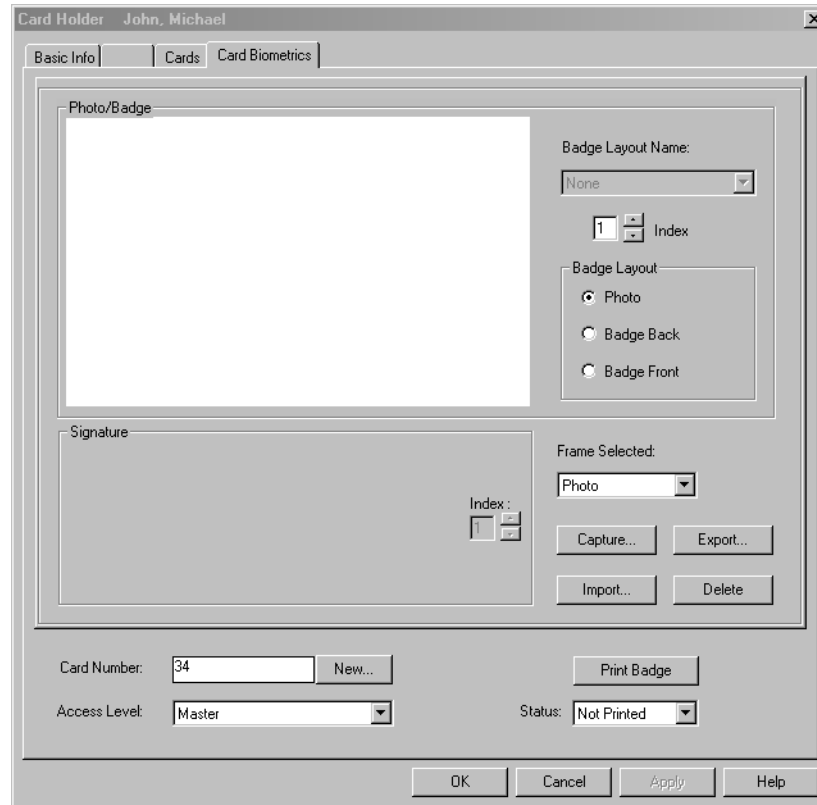 Card Holder John, Michael
Basic Info Cards Card Biometrics
Photo/Badge
Badge Layout Name:
None
1 Index
Badge Layout
Photo
Badge Back
Badge Front
Signature
Index :
1
Frame Selected:
Photo
Capture... Export...
Import... Delete
Card Number: 34 New... Print Badge
Access Level: Master Status: Not Printed
OK Cancel Apply Help